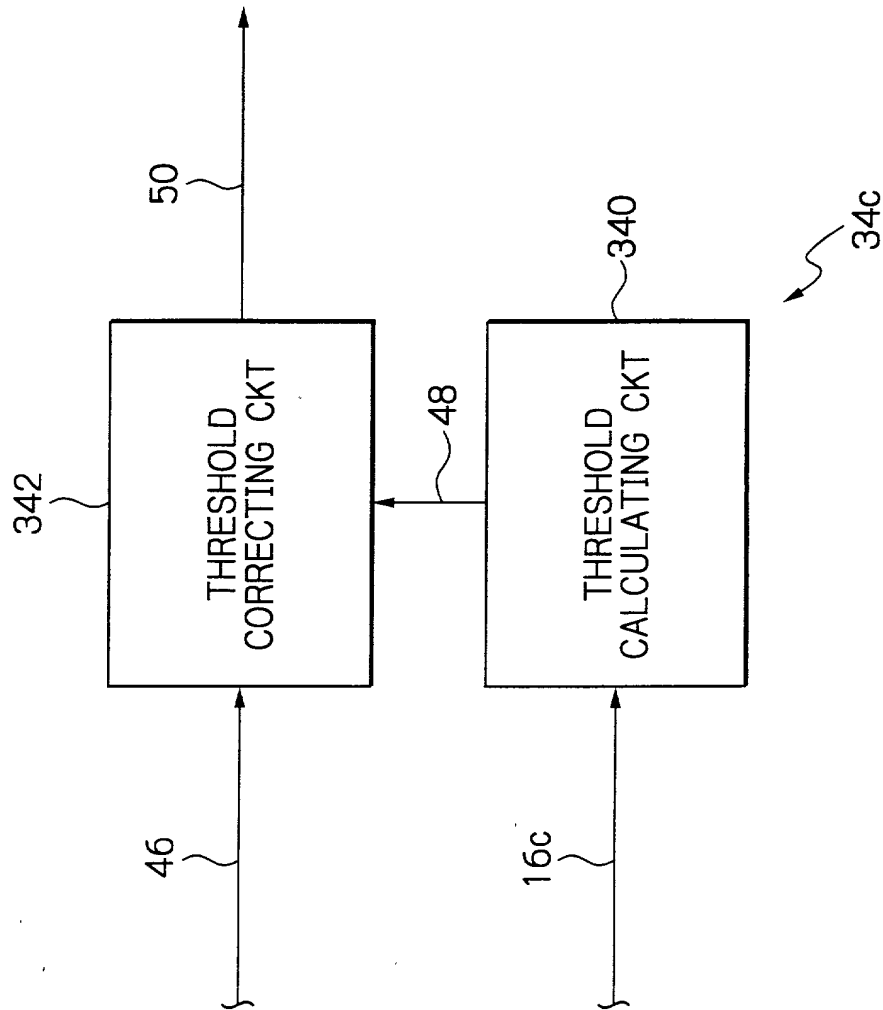 342
THRESHOLD
CORRECTING CKT
46
50
48
THRESHOLD
CALCULATING CKT
16c
340
34c